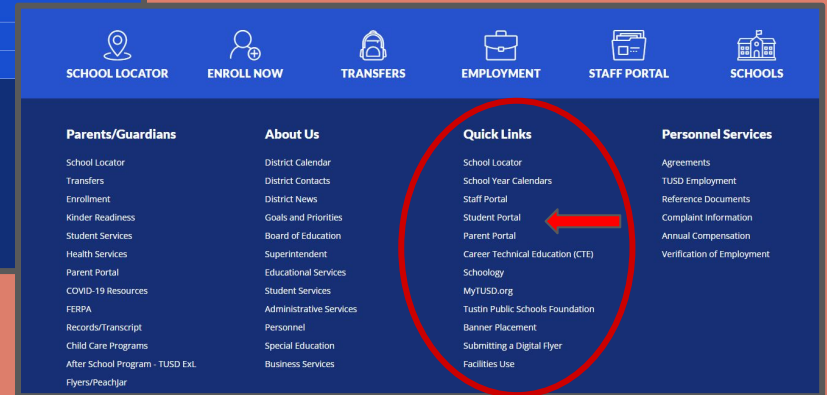 SCHOOL LOCATOR
ENROLL NOW
TRANSFERS
EMPLOYMENT
STAFF PORTAL
SCHOOLS
Parents/Guardians
School Locator
Transfers
Enrollment
Kinder Readiness
Student Services
Health Services
Parent Portal
COVID-19 Resources
FERPA
Records/Transcript
Child Care Programs
After School Program - TUSD ExL
Flyers/Peachjar
About Us
District Calendar
District Contacts
District News
Goals and Priorities
Board of Education
Superintendent
Educational Services
Student Services
Administrative Services
Personnel
Special Education
Business Services
Quick Links
School Locator
School Year Calendars
Staff Portal
Student Portal
Parent Portal
Career Technical Education (CTE)
Schoology
MyTUSD.org
Tustin Public Schools Foundation
Banner Placement
Submitting a Digital Flyer
Facilities Use
Personnel Services
Agreements
TUSD Employment
Reference Documents
Complaint Information
Annual Compensation
Verification of Employment